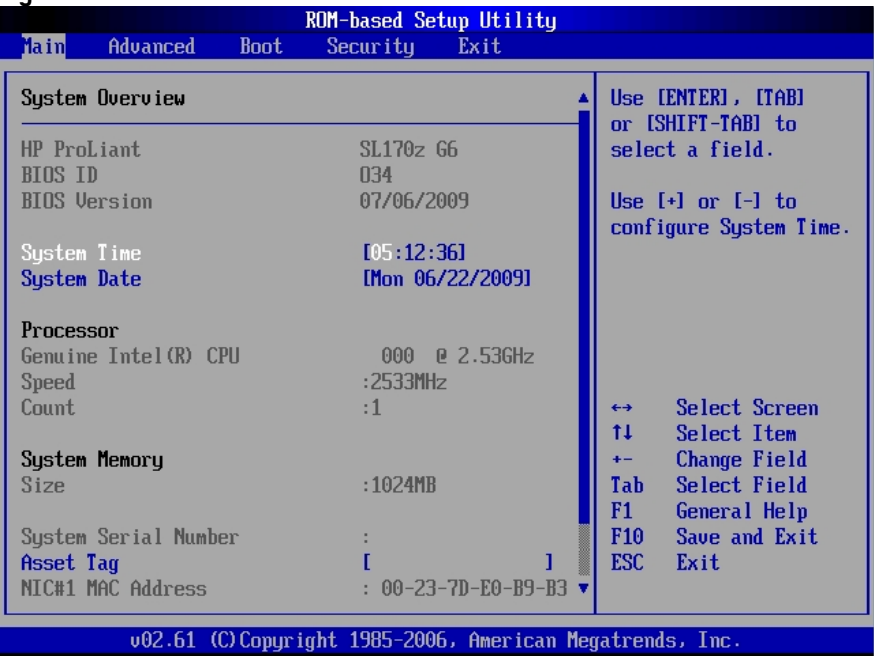 ROM-based Setup Utility
Main Advanced Boot Security Exit
System Overview
HP ProLiant SL170z G6
BIOS ID O34
BIOS Version 07/06/2009
System Time [05:12:36]
System Date [Mon 06/22/2009]
Processor
Genuine Intel(R) CPU 000 @ 2.53GHz
Speed :2533MHz
Count :1
System Memory
Size :1024MB
System Serial Number :
Asset Tag [ ]
NIC#1 MAC Address : 00-23-7D-E0-B9-B3
Use [ENTER], [TAB]
or [SHIFT-TAB] to
select a field.
Use [+] or [-] to
configure System Time.
↔ Select Screen
↑↓ Select Item
+- Change Field
Tab Select Field
F1 General Help
F10 Save and Exit
ESC Exit
v02.61 (C)Copyright 1985-2006, American Megatrends, Inc.